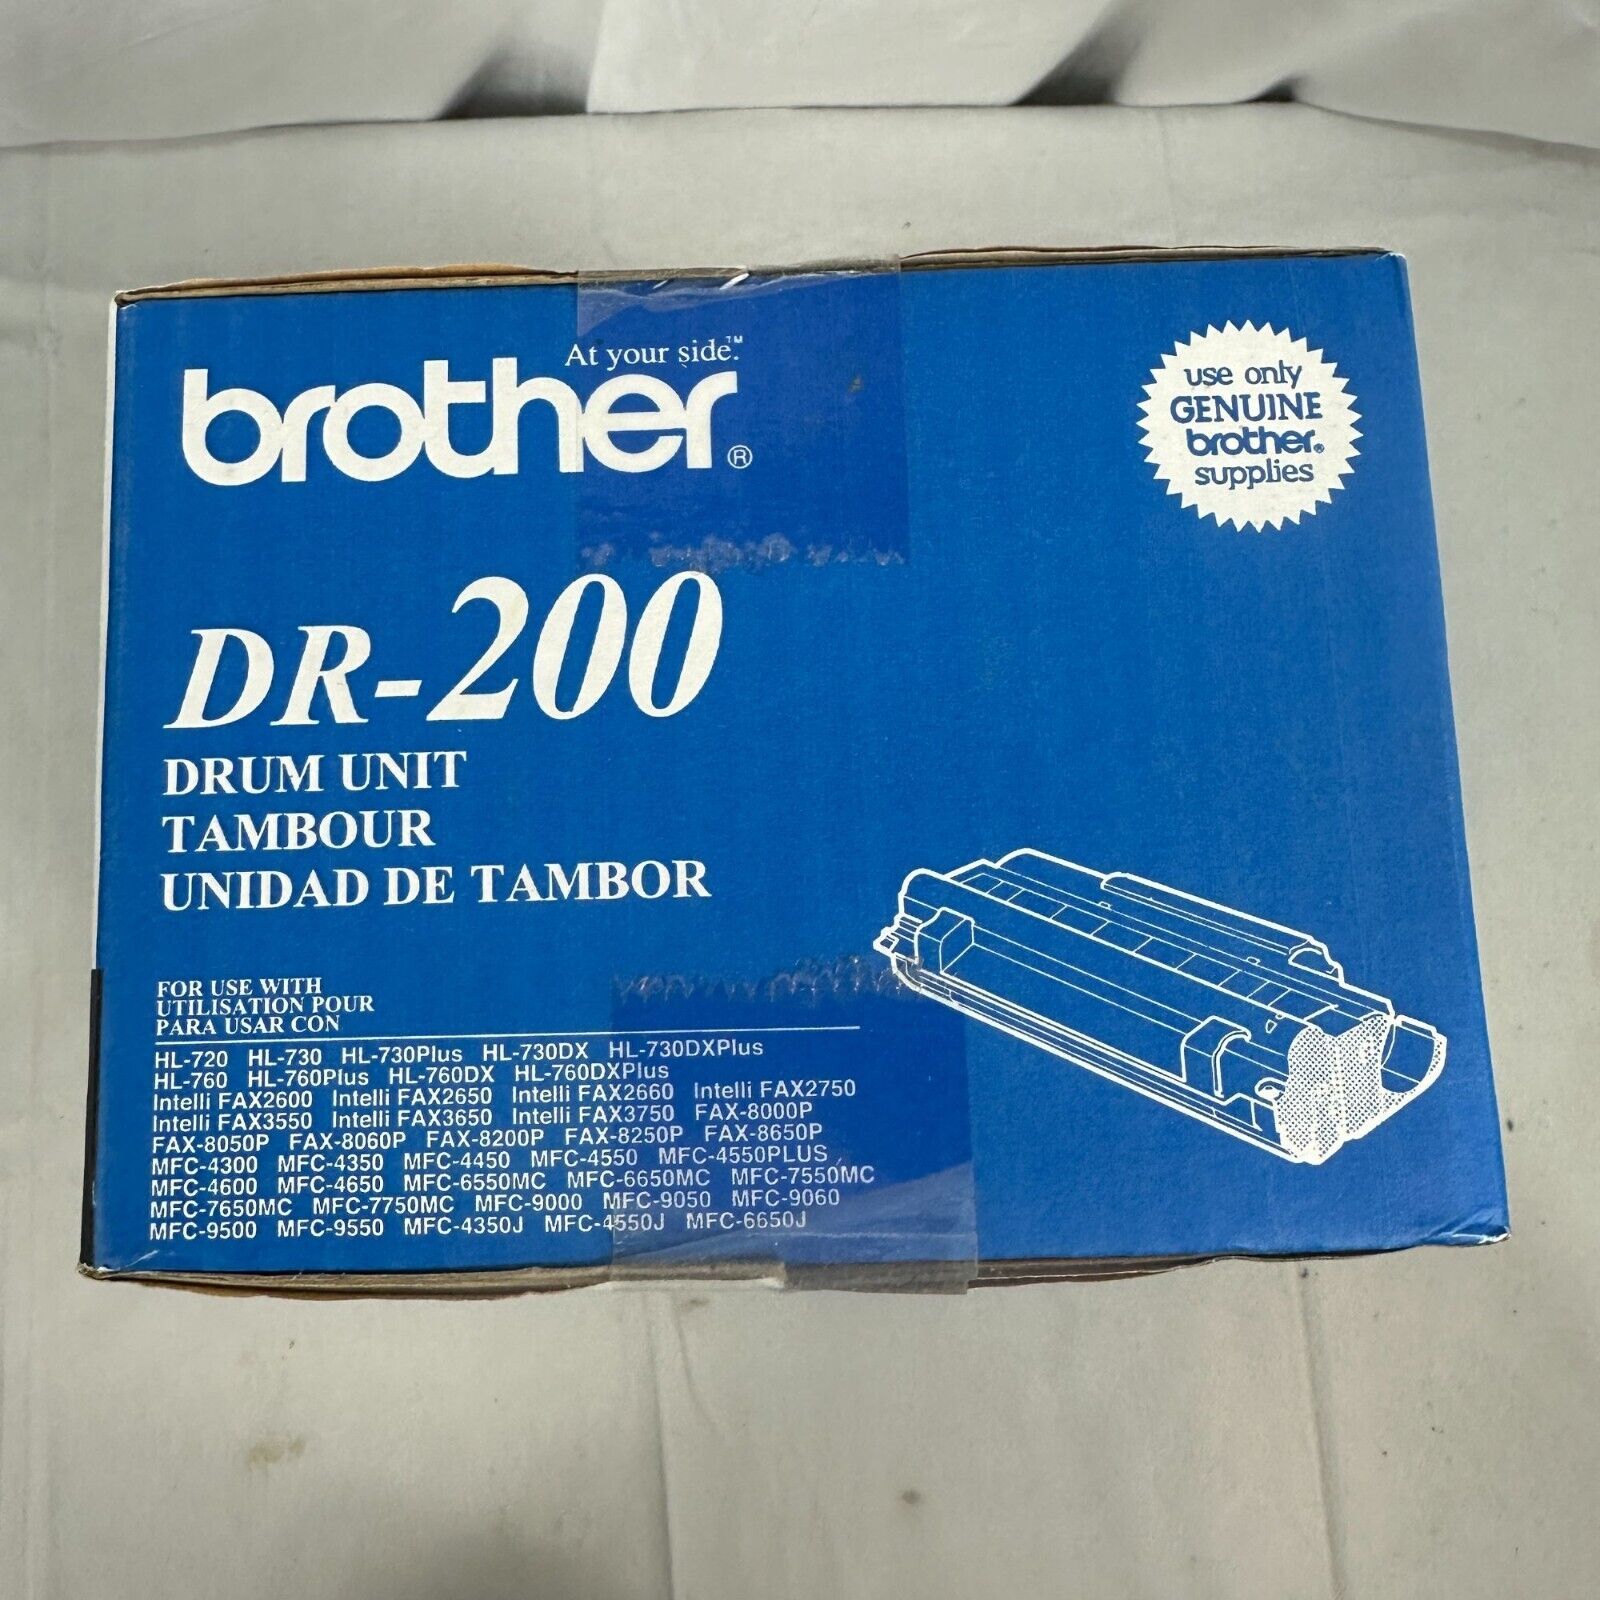 At your side.™
brother®
use only
GENUINE
brother®
supplies
DR-200
DRUM UNIT
TAMBOUR
UNIDAD DE TAMBOR
FOR USE WITH
UTILISATION POUR
PARA USAR CON
HL-720 HL-730 HL-730Plus HL-730DX HL-730DXPlus
HL-760 HL-760Plus HL-760DX HL-760DXPlus
Intelli FAX2600 Intelli FAX2650 Intelli FAX2660 Intelli FAX2750
Intelli FAX3550 Intelli FAX3650 Intelli FAX3750 FAX-8000P
FAX-8050P FAX-8060P FAX-8200P FAX-8250P FAX-8650P
MFC-4300 MFC-4350 MFC-4450 MFC-4550 MFC-4550PLUS
MFC-4600 MFC-4650 MFC-6550MC MFC-6650MC MFC-7550MC
MFC-7650MC MFC-7750MC MFC-9000 MFC-9050 MFC-9060
MFC-9500 MFC-9550 MFC-4350J MFC-4550J MFC-6650J